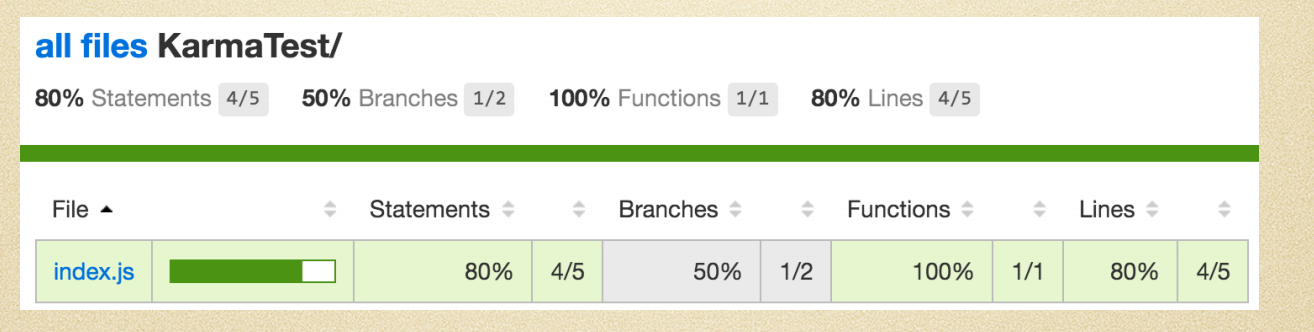 all files KarmaTest/
80% Statements 4/5 50% Branches 1/2 100% Functions 1/1 80% Lines 4/5
File Statements Branches Functions Lines
index.js 80% 4/5 50% 1/2 100% 1/1 80% 4/5